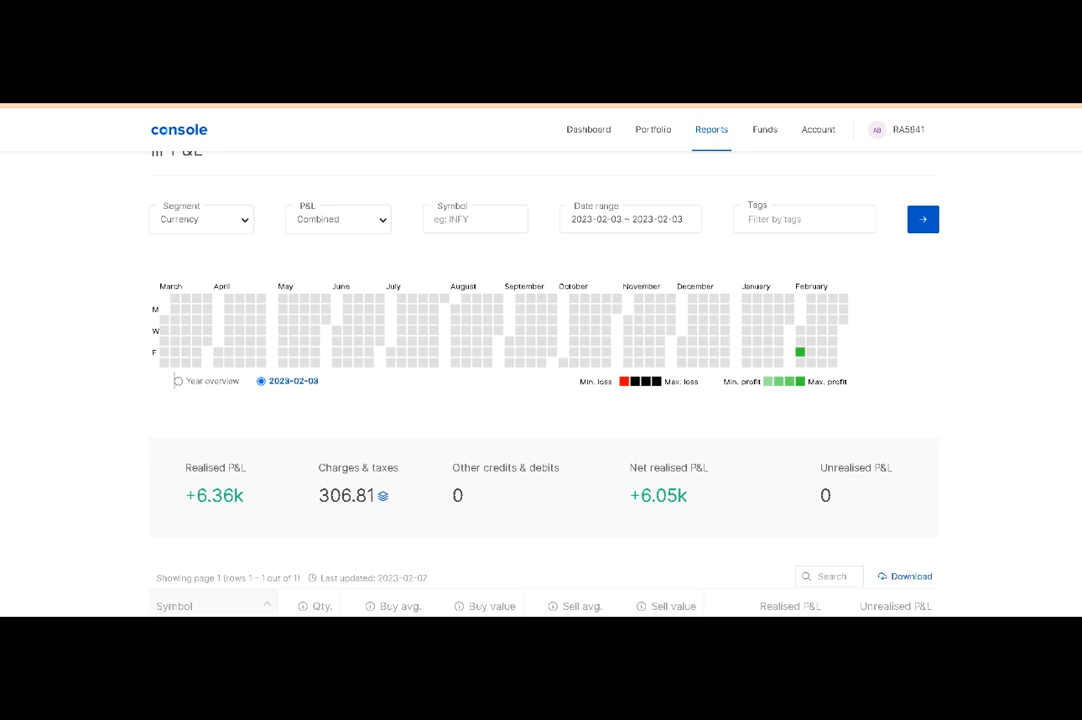 console
Dashboard Portfolio Reports Funds Account AB RA5841
P&L
Segment P&L Symbol Date range Tags
Currency Combined eg: INFY 2023-02-03 ~ 2023-02-03 Filter by tags
March April May June July August September October November December January February
M
W
F
Year overview 2023-02-03 Min. loss Max. loss Min. profit Max. profit
Realised P&L Charges & taxes Other credits & debits Net realised P&L Unrealised P&L
+6.36k 306.81 0 +6.05k 0
Showing page 1 (rows 1 - 1 out of 1) Last updated: 2023-02-07 Search Download
Symbol Qty. Buy avg. Buy value Sell avg. Sell value Realised P&L Unrealised P&L